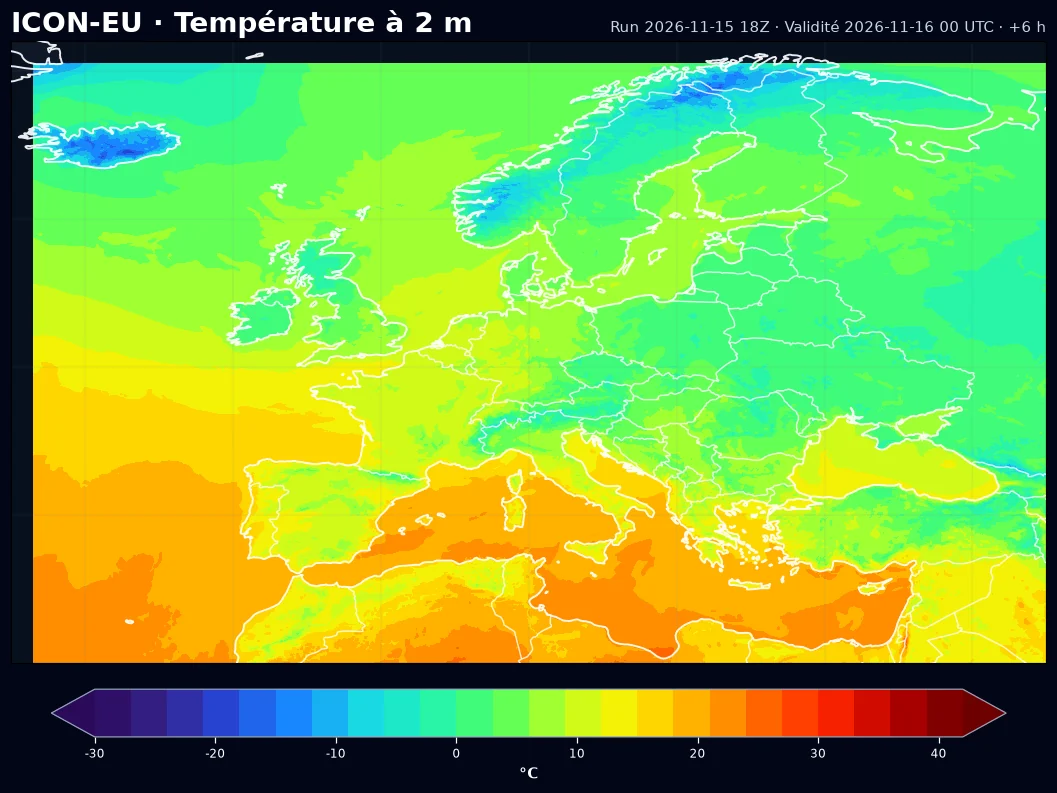 ICON-EU · Température à 2 m
Run 2026-11-15 18Z · Validité 2026-11-16 00 UTC · +6 h
-30 -20 -10 0 10 20 30 40
°C